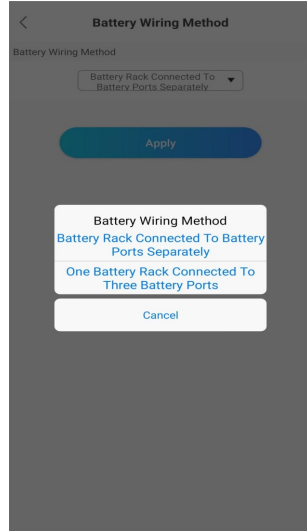 Battery Wiring Method
Battery Wiring Method
Battery Rack Connected To
Battery Ports Separately
Apply
Battery Wiring Method
Battery Rack Connected To Battery
Ports Separately
One Battery Rack Connected To
Three Battery Ports
Cancel